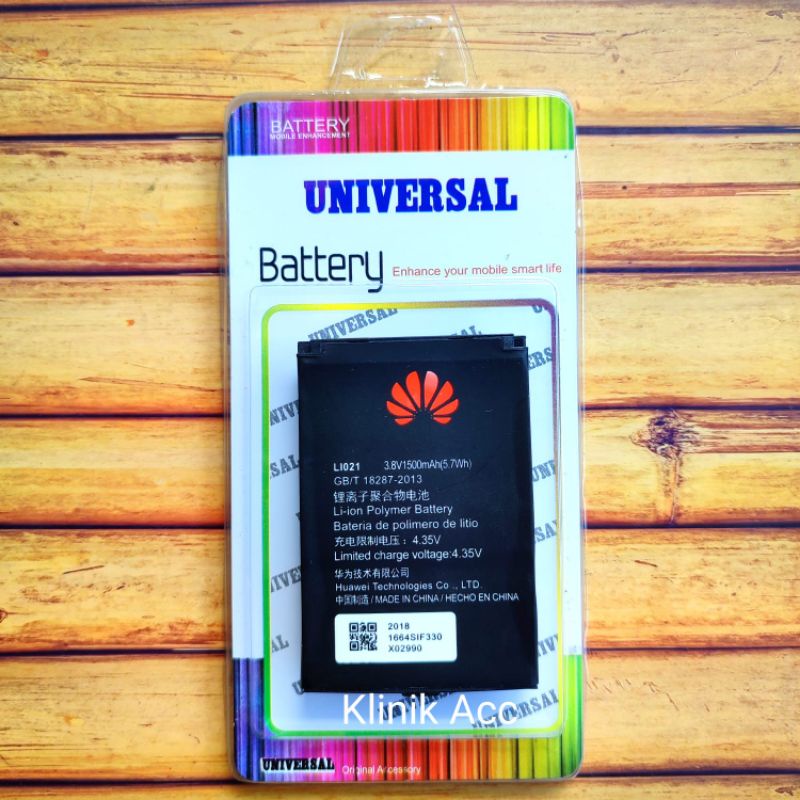 BATTERY
MOBILE ENHANCEMENT
UNIVERSAL
Battery
Enhance your mobile smart life
UNIVERSAL
LI021 3.8V1500mAh(5.7Wh)
GB/T 18287-2013
锂离子聚合物电池
Li-ion Polymer Battery
Bateria de polimero de litio
充电限制电压：4.35V
Limited charge voltage:4.35V
华为技术有限公司
Huawei Technologies Co ., LTD.
中国制造 / MADE IN CHINA / HECHO EN CHINA
2018
1664SIF330
X02990
Klinik Acc
UNIVERSAL
UNIVERSAL Original Accessory